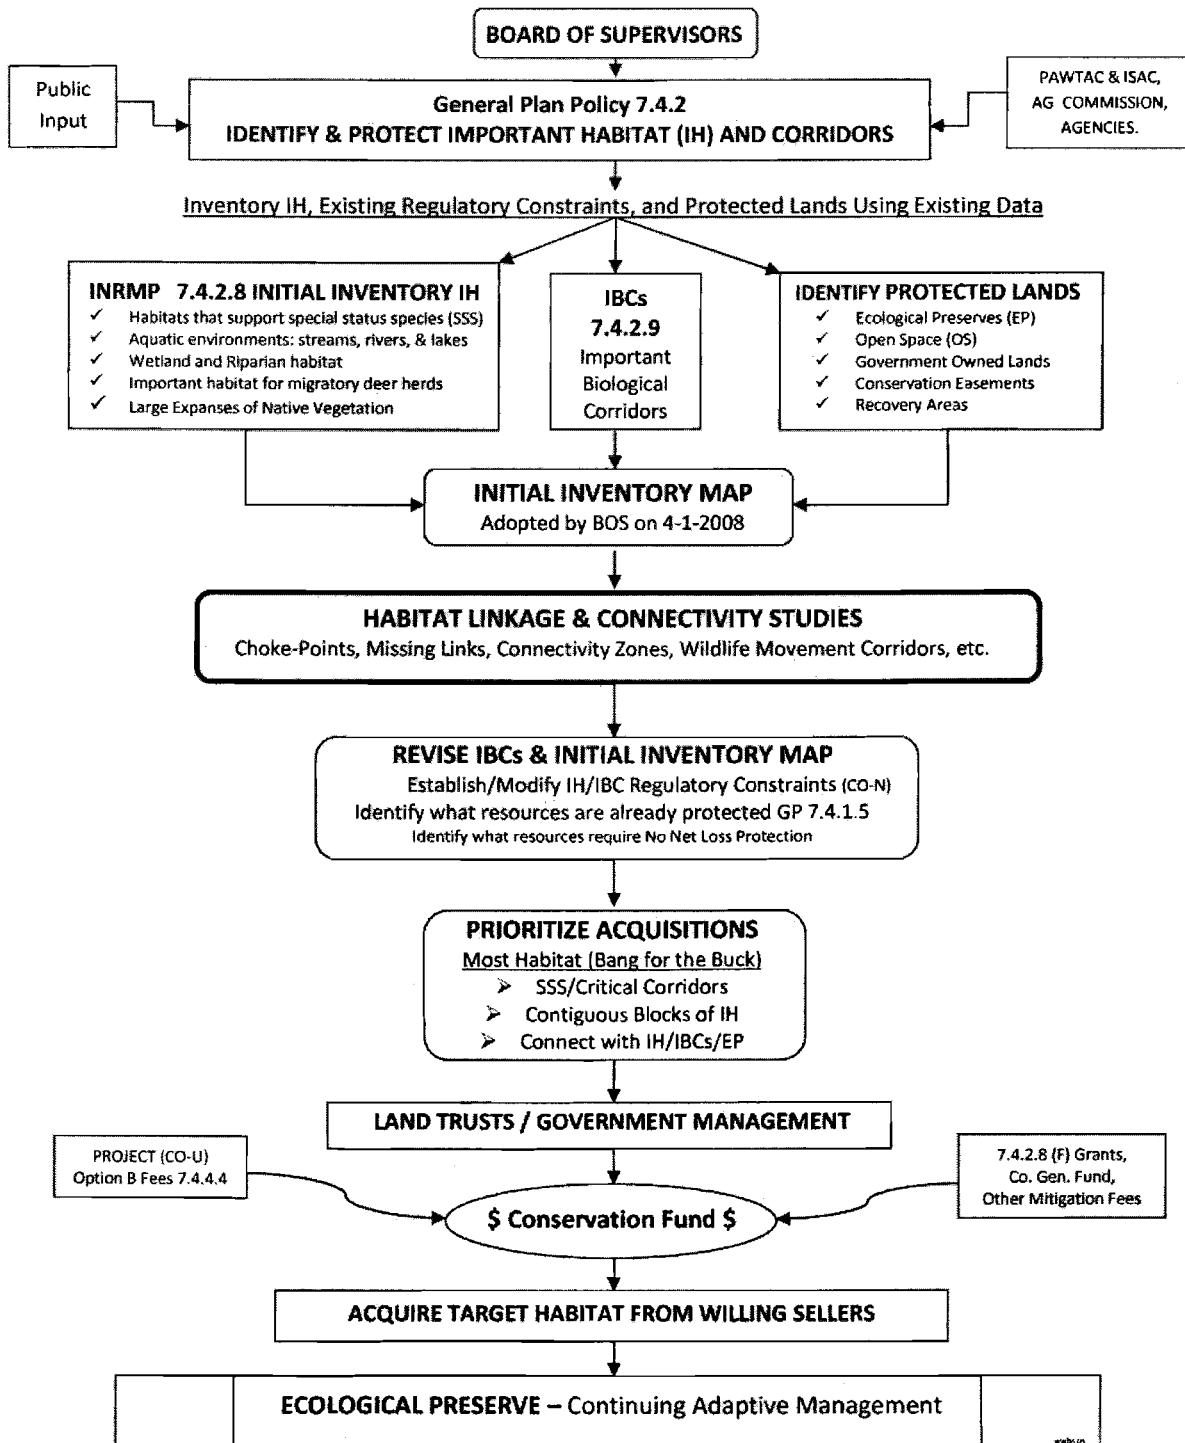 BOARD OF SUPERVISORS
Public
Input
General Plan Policy 7.4.2
IDENTIFY & PROTECT IMPORTANT HABITAT (IH) AND CORRIDORS
PAWTAC & ISAC,
AG COMMISSION,
AGENCIES.
Inventory IH, Existing Regulatory Constraints, and Protected Lands Using Existing Data
INRMP 7.4.2.8 INITIAL INVENTORY IH
✓ Habitats that support special status species (SSS)
✓ Aquatic environments: streams, rivers, & lakes
✓ Wetland and Riparian habitat
✓ Important habitat for migratory deer herds
✓ Large Expanses of Native Vegetation
IBCs
7.4.2.9
Important
Biological
Corridors
IDENTIFY PROTECTED LANDS
✓ Ecological Preserves (EP)
✓ Open Space (OS)
✓ Government Owned Lands
✓ Conservation Easements
✓ Recovery Areas
INITIAL INVENTORY MAP
Adopted by BOS on 4-1-2008
HABITAT LINKAGE & CONNECTIVITY STUDIES
Choke-Points, Missing Links, Connectivity Zones, Wildlife Movement Corridors, etc.
REVISE IBCs & INITIAL INVENTORY MAP
Establish/Modify IH/IBC Regulatory Constraints (CO-N)
Identify what resources are already protected GP 7.4.1.5
Identify what resources require No Net Loss Protection
PRIORITIZE ACQUISITIONS
Most Habitat (Bang for the Buck)
➢ SSS/Critical Corridors
➢ Contiguous Blocks of IH
➢ Connect with IH/IBCs/EP
LAND TRUSTS / GOVERNMENT MANAGEMENT
PROJECT (CO-U)
Option B Fees 7.4.4.4
$ Conservation Fund $
7.4.2.8 (F) Grants,
Co. Gen. Fund,
Other Mitigation Fees
ACQUIRE TARGET HABITAT FROM WILLING SELLERS
ECOLOGICAL PRESERVE – Continuing Adaptive Management